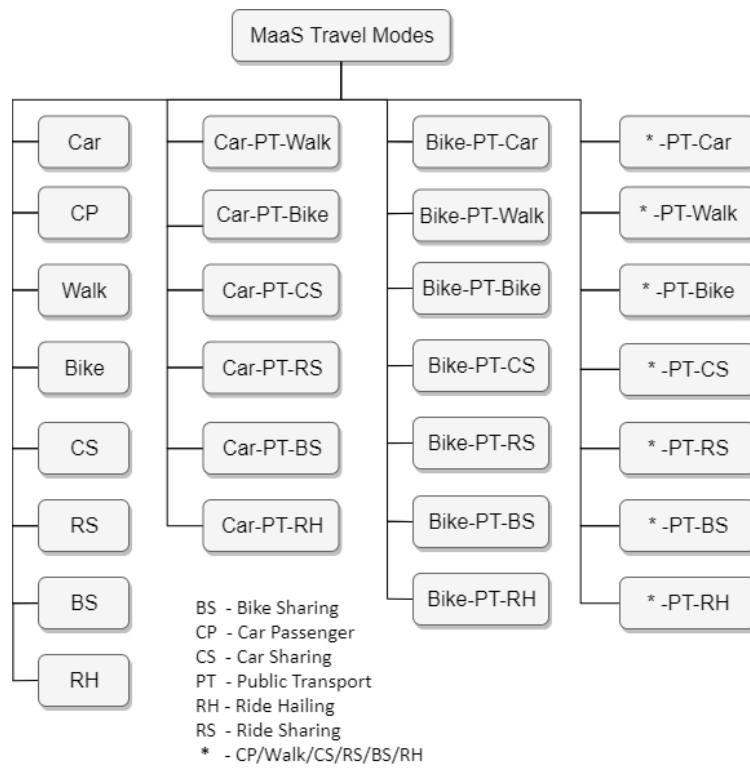 MaaS Travel Modes
Car
CP
Walk
Bike
CS
RS
BS
RH
Car-PT-Walk
Car-PT-Bike
Car-PT-CS
Car-PT-RS
Car-PT-BS
Car-PT-RH
Bike-PT-Car
Bike-PT-Walk
Bike-PT-Bike
Bike-PT-CS
Bike-PT-RS
Bike-PT-BS
Bike-PT-RH
* -PT-Car
* -PT-Walk
* -PT-Bike
* -PT-CS
* -PT-RS
* -PT-BS
* -PT-RH
BS - Bike Sharing
CP - Car Passenger
CS - Car Sharing
PT - Public Transport
RH - Ride Hailing
RS - Ride Sharing
* - CP/Walk/CS/RS/BS/RH